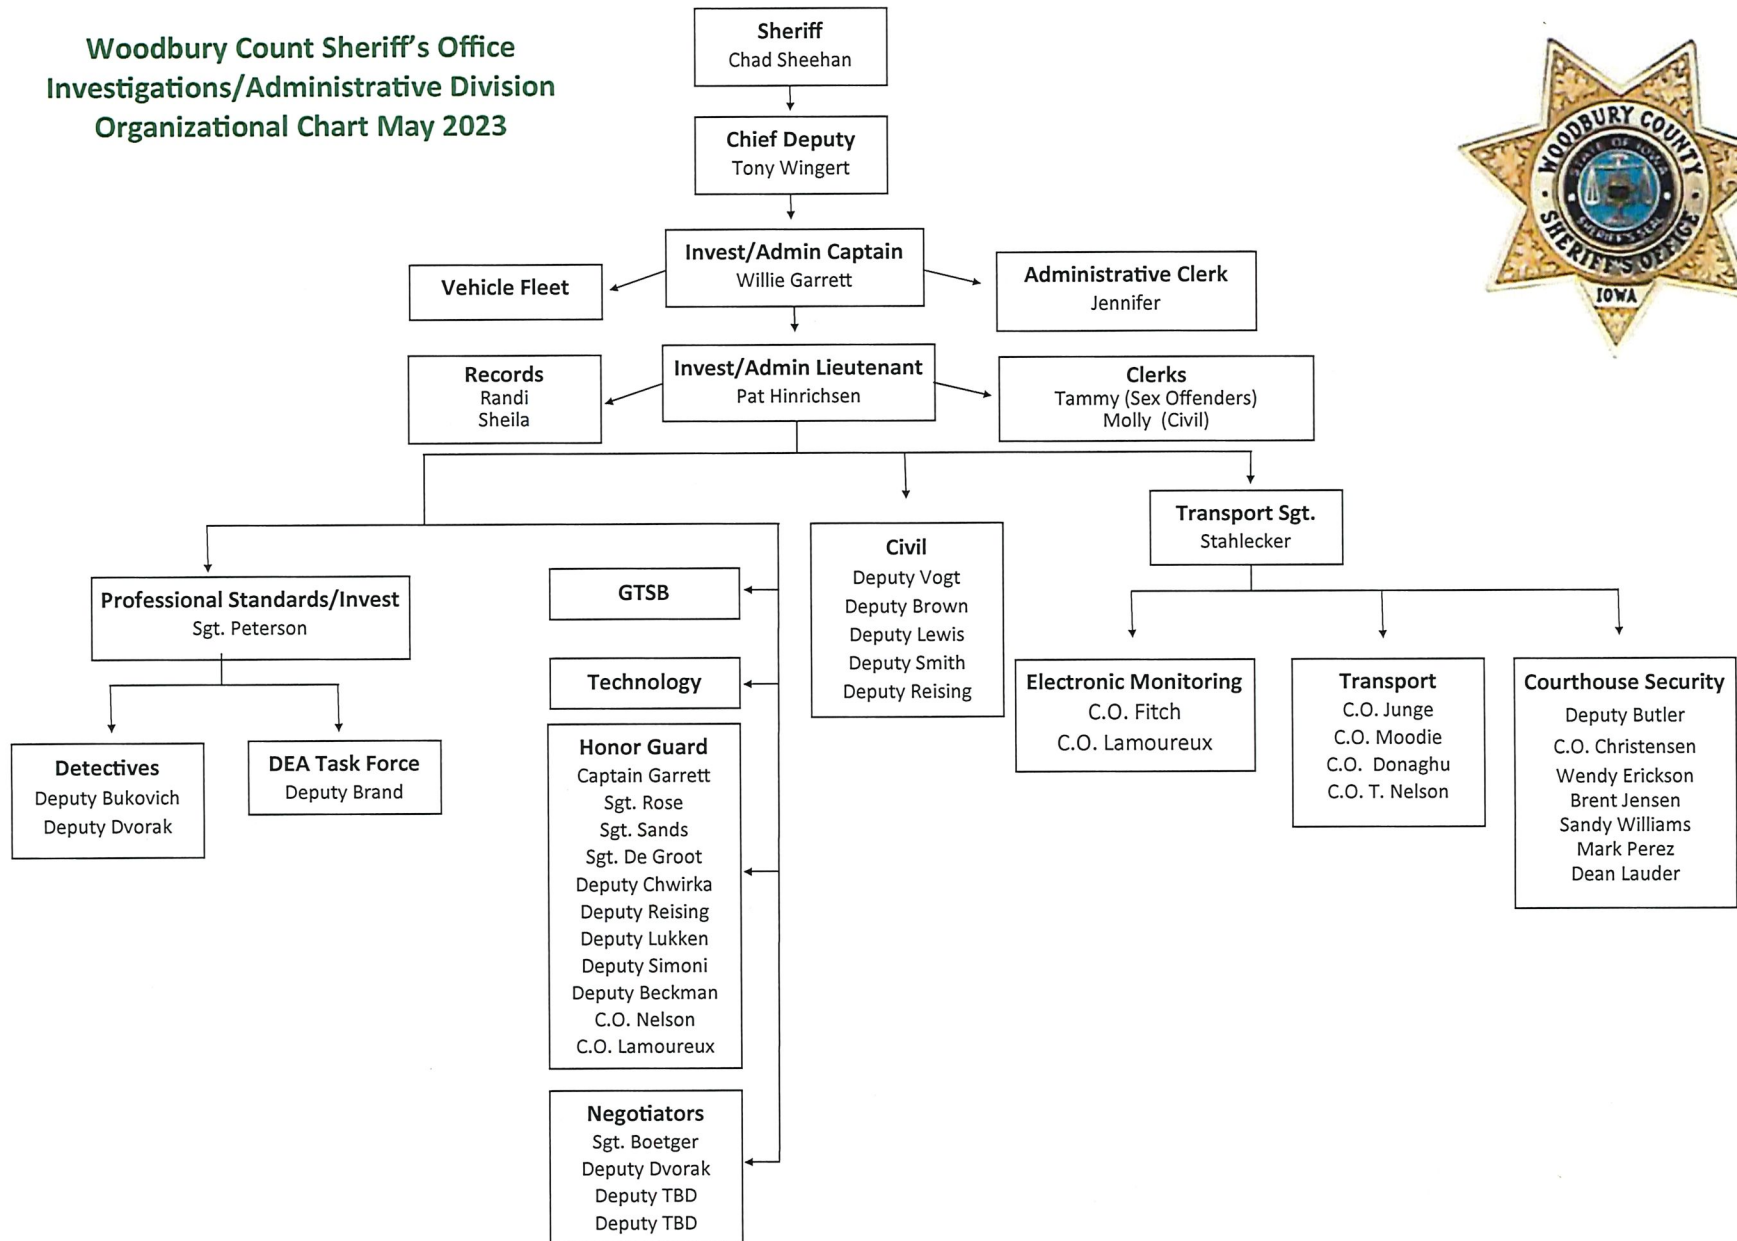 Woodbury Count Sheriff's Office
Investigations/Administrative Division
Organizational Chart May 2023
Sheriff
Chad Sheehan
Chief Deputy
Tony Wingert
Invest/Admin Captain
Willie Garrett
Vehicle Fleet
Administrative Clerk
Jennifer
Invest/Admin Lieutenant
Pat Hinrichsen
Records
Randi
Sheila
Clerks
Tammy (Sex Offenders)
Molly (Civil)
Professional Standards/Invest
Sgt. Peterson
Detectives
Deputy Bukovich
Deputy Dvorak
DEA Task Force
Deputy Brand
GTSB
Technology
Honor Guard
Captain Garrett
Sgt. Rose
Sgt. Sands
Sgt. De Groot
Deputy Chwirka
Deputy Reising
Deputy Lukken
Deputy Simoni
Deputy Beckman
C.O. Nelson
C.O. Lamoureux
Negotiators
Sgt. Boetger
Deputy Dvorak
Deputy TBD
Deputy TBD
Civil
Deputy Vogt
Deputy Brown
Deputy Lewis
Deputy Smith
Deputy Reising
Transport Sgt.
Stahlecker
Electronic Monitoring
C.O. Fitch
C.O. Lamoureux
Transport
C.O. Junge
C.O. Moodie
C.O. Donaghu
C.O. T. Nelson
Courthouse Security
Deputy Butler
C.O. Christensen
Wendy Erickson
Brent Jensen
Sandy Williams
Mark Perez
Dean Lauder
WOODBURY COUNTY
STATE OF IOWA
SHERIFF'S SEAL
SHERIFF'S OFFICE
IOWA